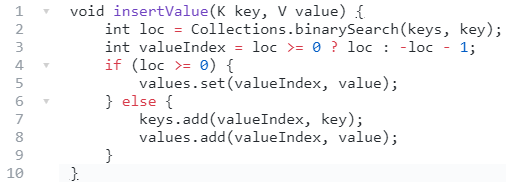 1 void insertValue(K key, V value) {
2 int loc = Collections.binarySearch(keys, key);
3 int valueIndex = loc >= 0 ? loc : -loc - 1;
4 if (loc >= 0) {
5 values.set(valueIndex, value);
6 } else {
7 keys.add(valueIndex, key);
8 values.add(valueIndex, value);
9 }
10 }